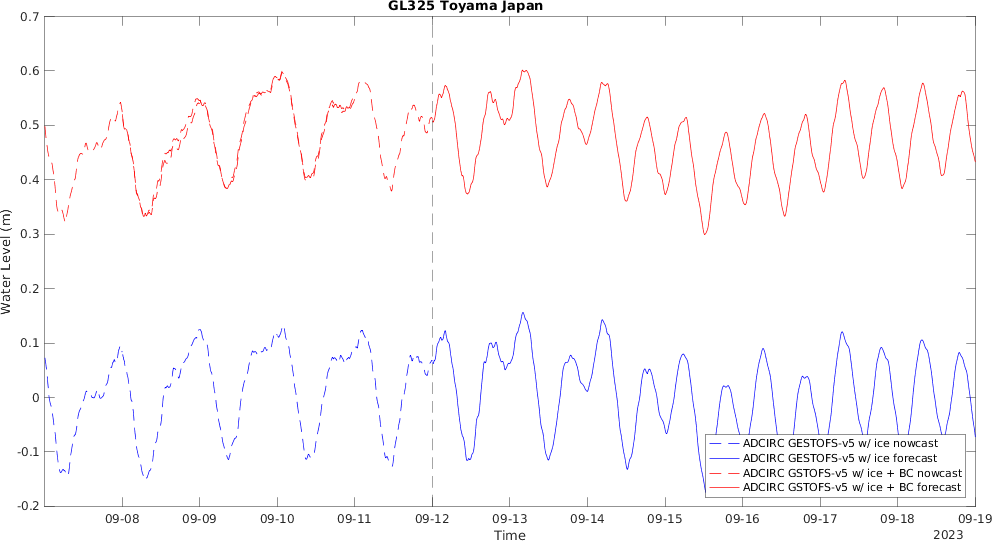 GL325 Toyama Japan
0.7
0.6
0.5
0.4
0.3
0.2
0.1
0
-0.1
-0.2
Water Level (m)
ADCIRC GESTOFS-v5 w/ ice nowcast
ADCIRC GESTOFS-v5 w/ ice forecast
ADCIRC GSTOFS-v5 w/ ice + BC nowcast
ADCIRC GSTOFS-v5 w/ ice + BC forecast
09-08 09-09 09-10 09-11 09-12 09-13 09-14 09-15 09-16 09-17 09-18 09-19
Time
2023